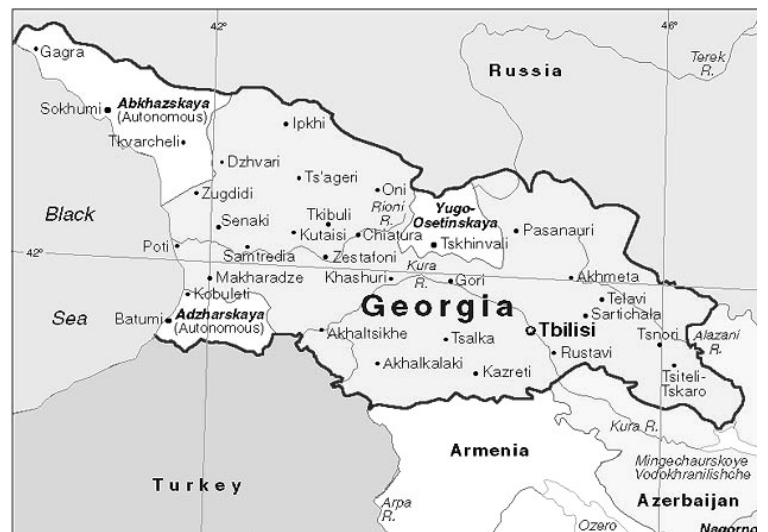 42°
46°
Gagra
Russia
Terek
R.
Sokhumi
Abkhazskaya
(Autonomous)
Ipkhi
Tkvarcheli
Dzhvari
Ts'ageri
Oni
Zugdidi
Rioni
R.
Yugo-
Osetinskaya
Black
Senaki
Tkibuli
Kutaisi
Chiatura
Pasanauri
Tskhinvali
Poti
42°
Samtredia
Zestafoni
Kura
R.
Makharadze
Khashuri
Gori
Akhmeta
Kobuleti
Georgia
Telavi
Sartichala
Sea
Batumi
Adzharskaya
(Autonomous)
Akhaltsikhe
Tsalka
Tbilisi
Tsnori
Alazani
R.
Rustavi
Akhalkalaki
Kazreti
Tsiteli-
Tskaro
Kura R.
Armenia
Mingechaurskoye
Vodokhranilishche
Turkey
Azerbaijan
Arpa
R.
Ozero
Nagorno